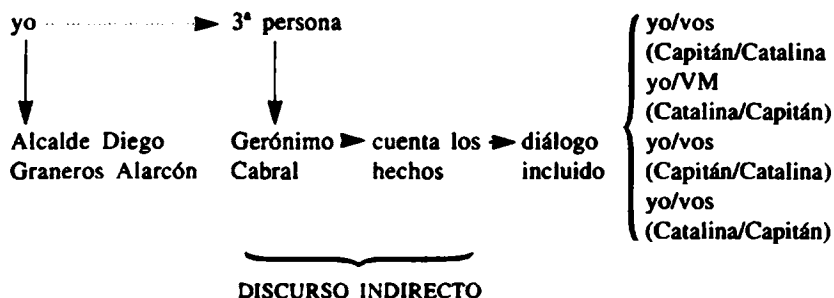 yo 3ª persona
Alcalde Diego
Graneros Alarcón
Gerónimo
Cabral
cuenta los
hechos
diálogo
incluido
yo/vos
(Capitán/Catalina
yo/VM
(Catalina/Capitán)
yo/vos
(Capitán/Catalina)
yo/vos
(Catalina/Capitán)
DISCURSO INDIRECTO